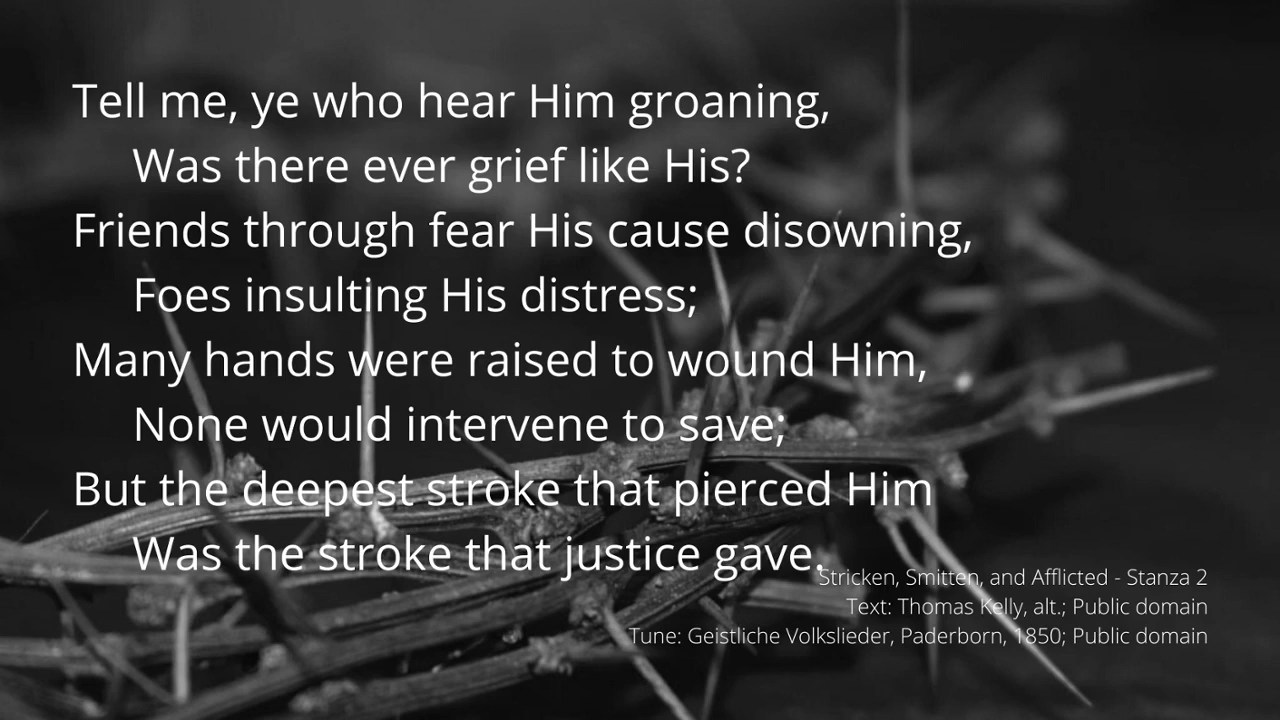 Tell me, ye who hear Him groaning,
Was there ever grief like His?
Friends through fear His cause disowning,
Foes insulting His distress;
Many hands were raised to wound Him,
None would intervene to save;
But the deepest stroke that pierced Him
Was the stroke that justice gave.
Stricken, Smitten, and Afflicted - Stanza 2
Text: Thomas Kelly, alt.; Public domain
Tune: Geistliche Volkslieder, Paderborn, 1850; Public domain